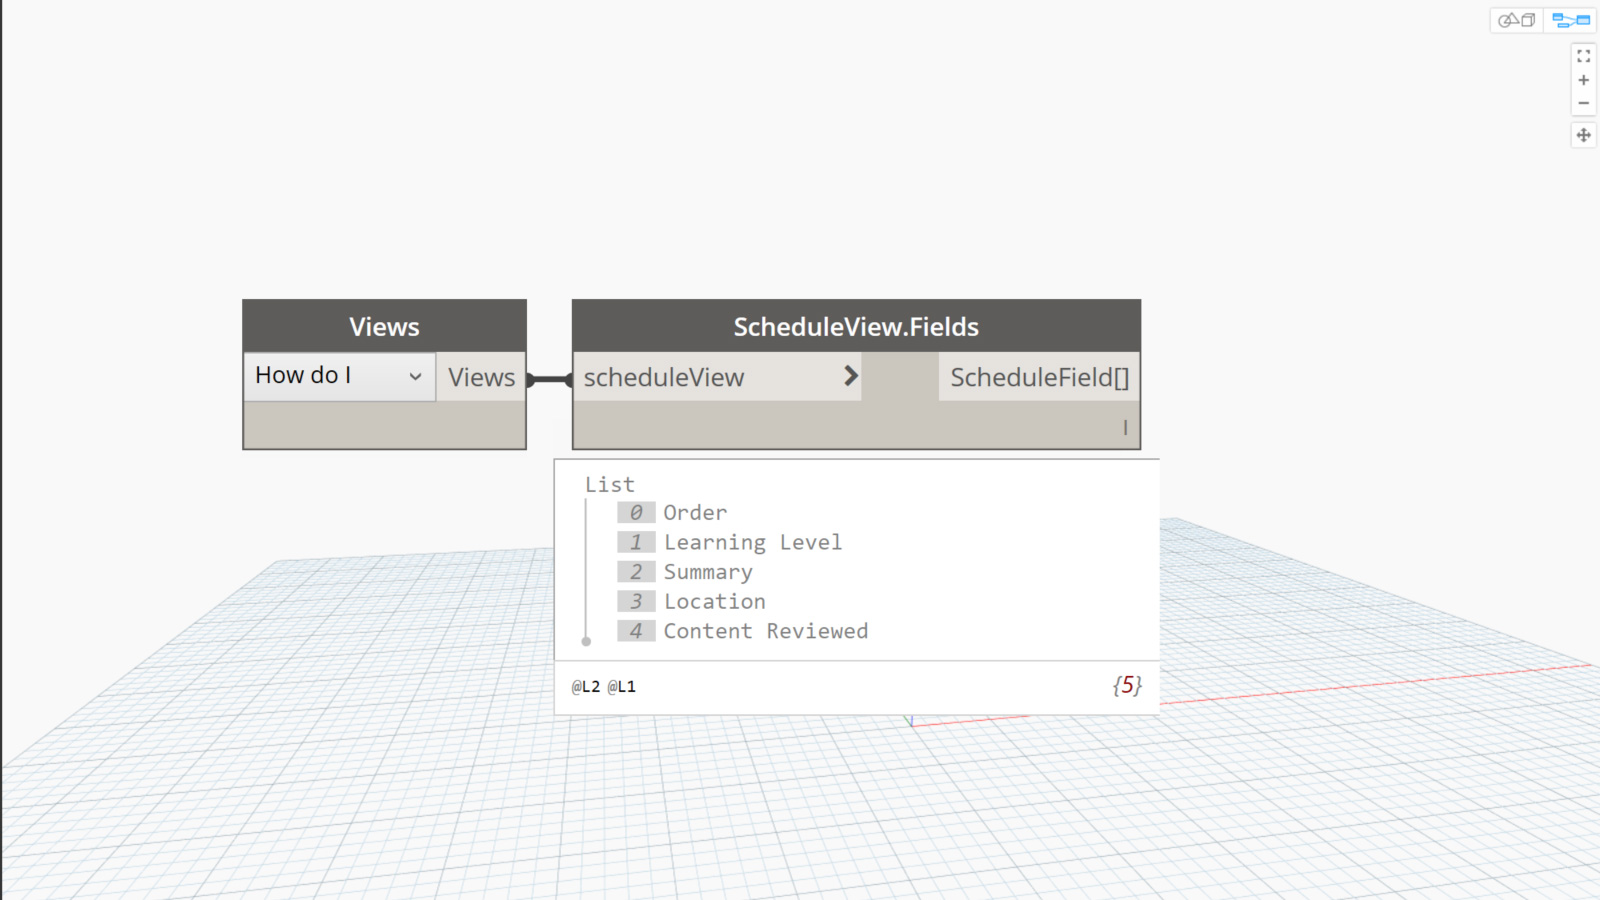 Views
ScheduleView.Fields
How do I
Views
scheduleView
ScheduleField[]
List
0 Order
1 Learning Level
2 Summary
3 Location
4 Content Reviewed
@L2 @L1
{5}